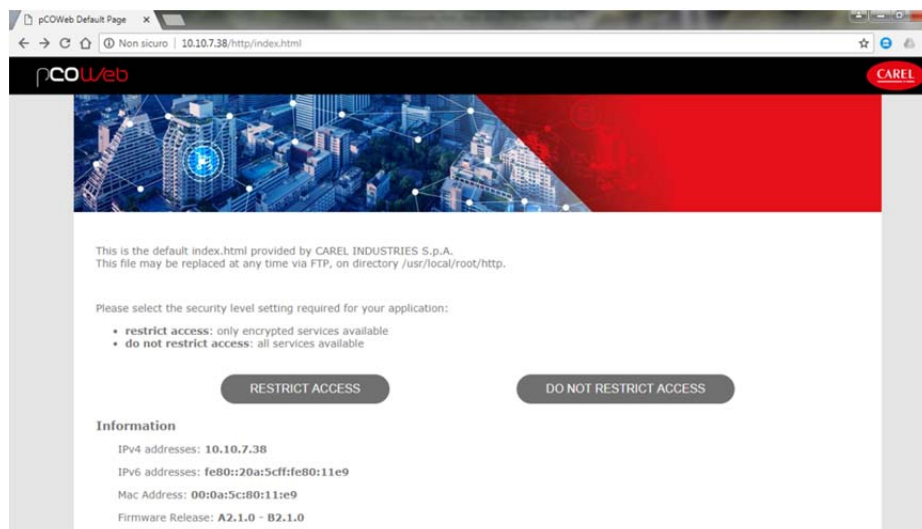 pCOWeb Default Page
Non sicuro | 10.10.7.38/http/index.html
pCOWeb
CAREL
This is the default index.html provided by CAREL INDUSTRIES S.p.A.
This file may be replaced at any time via FTP, on directory /usr/local/root/http.
Please select the security level setting required for your application:
• restrict access: only encrypted services available
• do not restrict access: all services available
RESTRICT ACCESS
DO NOT RESTRICT ACCESS
Information
IPv4 addresses: 10.10.7.38
IPv6 addresses: fe80::20a:5cff:fe80:11e9
Mac Address: 00:0a:5c:80:11:e9
Firmware Release: A2.1.0 - B2.1.0